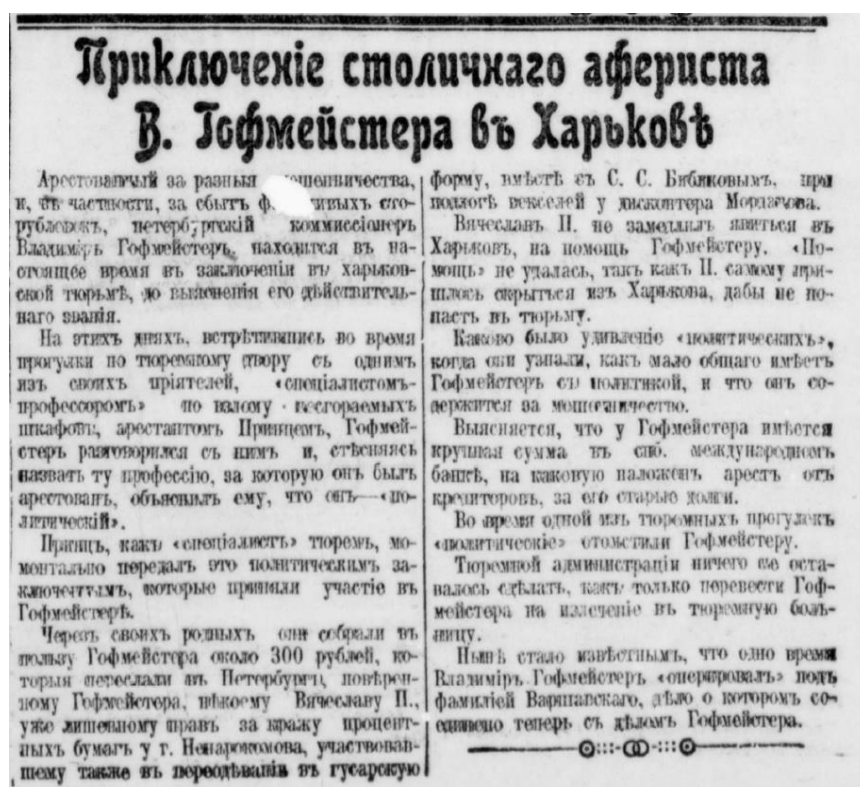 Приключеніе столичнаго афериста
В. Гофмейстера въ Харьковѣ
Арестованный за разныя мошенничества,
и, въ частности, за сбытъ фальшивыхъ сто-
рублевокъ, петербургскій коммиссіонеръ
Владиміръ Гофмейстеръ, находится въ на-
стоящее время въ заключеніи въ харьков-
ской тюрьмѣ, до выясненія его дѣйствитель-
наго званія.
На этихъ дняхъ, встрѣтившись во время
прогулки по тюремному двору съ однимъ
изъ своихъ пріятелей, «спеціалистомъ-
профессоромъ» по взлому несгораемыхъ
шкафовъ, арестантомъ Принцемъ, Гофмей-
стеръ разговорился съ нимъ и, стѣсняясь
назвать ту профессію, за которую онъ былъ
арестованъ, объяснилъ ему, что онъ—«по-
литическій».
Принцъ, какъ «спеціалистъ» тюремъ, мо-
ментально передалъ это политическимъ за-
ключеннымъ, которые приняли участіе въ
Гофмейстерѣ.
Черезъ своихъ родныхъ они собрали въ
пользу Гофмейстера около 300 рублей, ко-
торыя переслали въ Петербургъ, повѣрен-
ному Гофмейстера, нѣкоему Вячеславу П.,
уже лишенному правъ за кражу процент-
ныхъ бумагъ у г. участвовав-
шему также въ переодѣваніи въ гусарскую
форму, вмѣстѣ съ С. С. Бибиковымъ, при
подлогѣ векселей у дисконтера Мордагова.
Вячеславъ П. не замедлилъ явиться въ
Харьковъ, на помощь Гофмейстеру. «По-
мощь» не удалась, такъ какъ П. самому при-
шлось скрыться изъ Харькова, дабы не по-
пасть въ тюрьму.
Каково было удивленіе «политическихъ»,
когда они узнали, какъ мало общаго имѣетъ
Гофмейстеръ съ политикой, и что онъ со-
держится за мошенничество.
Выясняется, что у Гофмейстера имѣется
крупная сумма въ спб. международномъ
банкѣ, на каковую наложенъ арестъ отъ
кредиторовъ, за его старые долги.
Во время одной изъ тюремныхъ прогулокъ
«политическіе» отомстили Гофмейстеру.
Тюремной администраціи ничего не оста-
валось сдѣлать, какъ только перевести Гоф-
мейстера на излеченіе въ тюремную боль-
ницу.
Нынѣ стало извѣстнымъ, что одно время
Владиміръ Гофмейстеръ «оперировалъ» подъ
фамиліей Варшавскаго, дѣло о которомъ со-
единено теперь съ дѣломъ Гофмейстера.